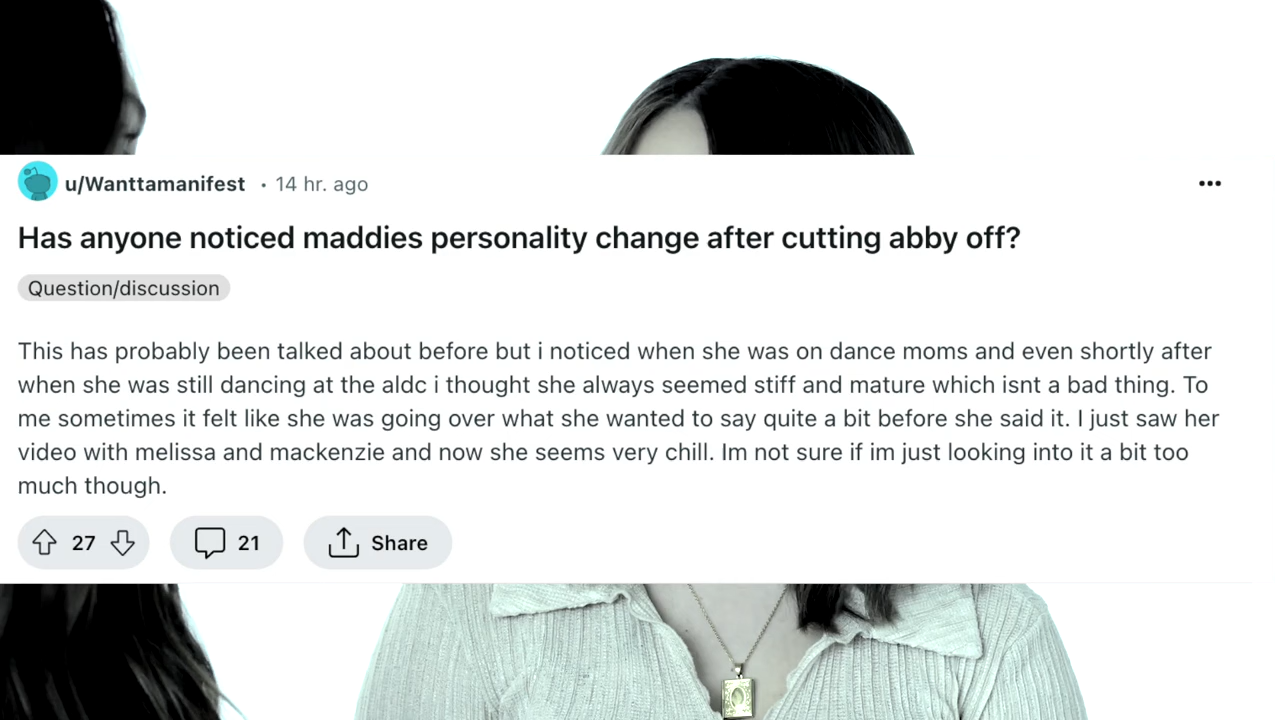 u/Wanttamanifest • 14 hr. ago
Has anyone noticed maddies personality change after cutting abby off?
Question/discussion
This has probably been talked about before but i noticed when she was on dance moms and even shortly after
when she was still dancing at the aldc i thought she always seemed stiff and mature which isnt a bad thing. To
me sometimes it felt like she was going over what she wanted to say quite a bit before she said it. I just saw her
video with melissa and mackenzie and now she seems very chill. Im not sure if im just looking into it a bit too
much though.
27 21 Share